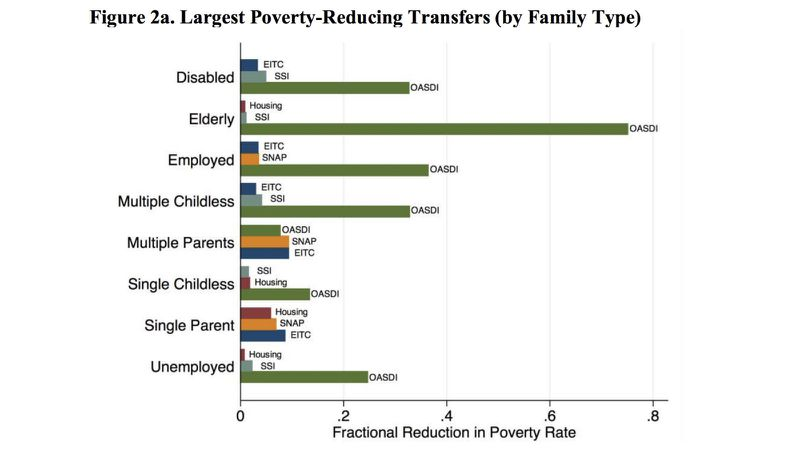 Figure 2a. Largest Poverty-Reducing Transfers (by Family Type)
Disabled
EITC
SSI
OASDI
Elderly
Housing
SSI
OASDI
Employed
EITC
SNAP
OASDI
Multiple Childless
EITC
SSI
OASDI
Multiple Parents
OASDI
SNAP
EITC
Single Childless
SSI
Housing
OASDI
Single Parent
Housing
SNAP
EITC
Unemployed
Housing
SSI
OASDI
0 .2 .4 .6 .8
Fractional Reduction in Poverty Rate